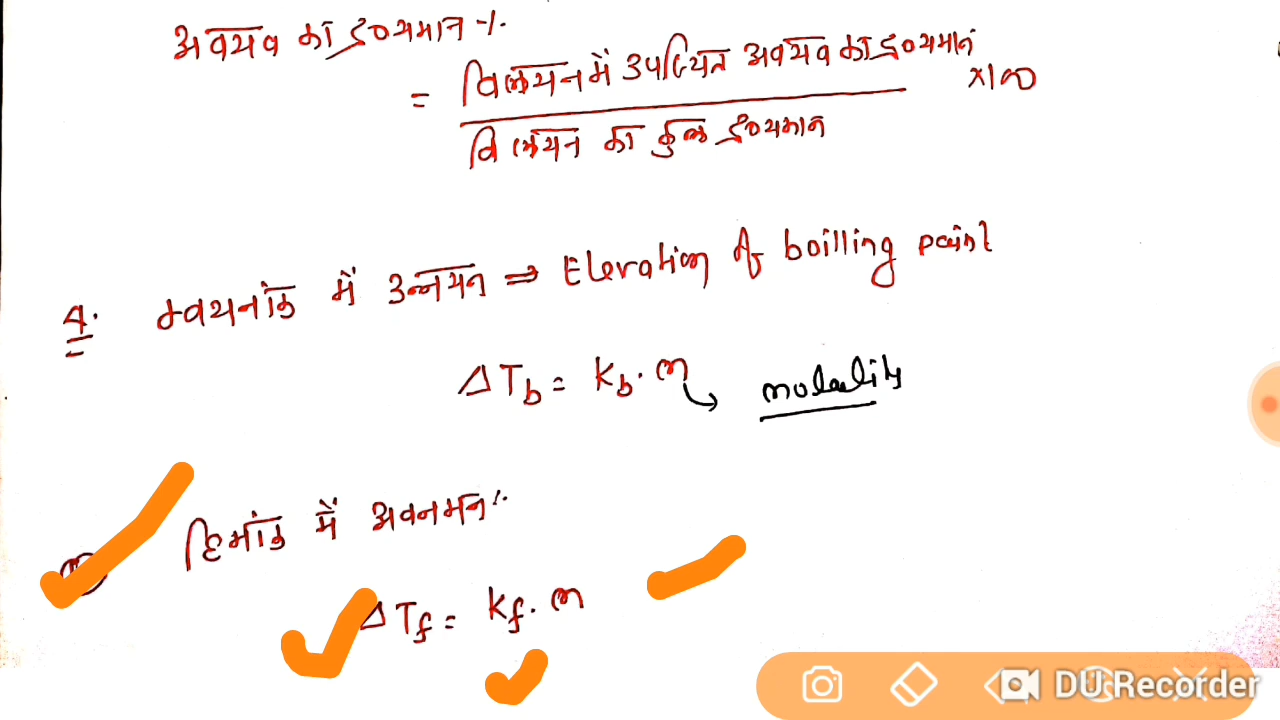 अवयव का द्रव्यमान %
= विलयन में उपस्थित अवयव का द्रव्यमान ×100
विलयन का कुल द्रव्यमान
4. क्वथनांक में उन्नयन ⇒ Elevation of boilling point
ΔTb = Kb. m molality
हिमांक में अवनमन :-
ΔTf = Kf. m
DU Recorder